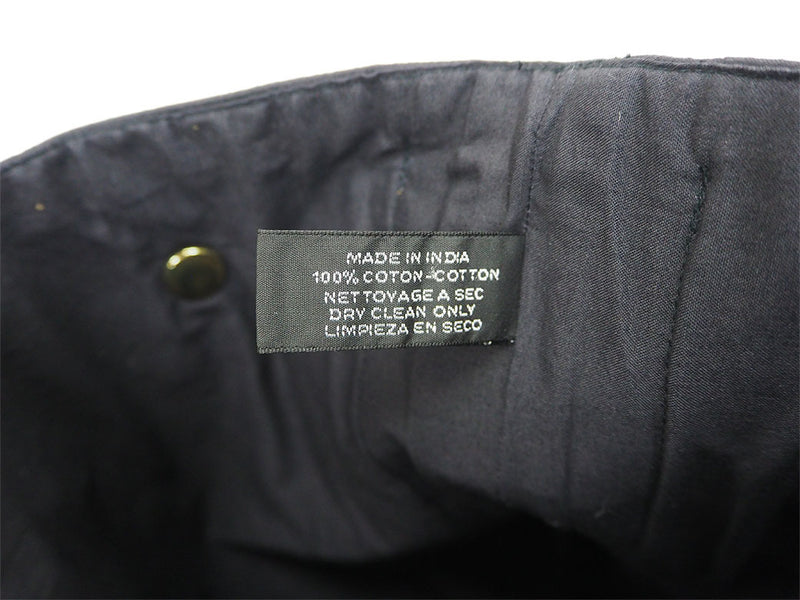 MADE IN INDIA
100% COTON-COTTON
NETTOYAGE A SEC
DRY CLEAN ONLY
LIMPIEZA EN SECO